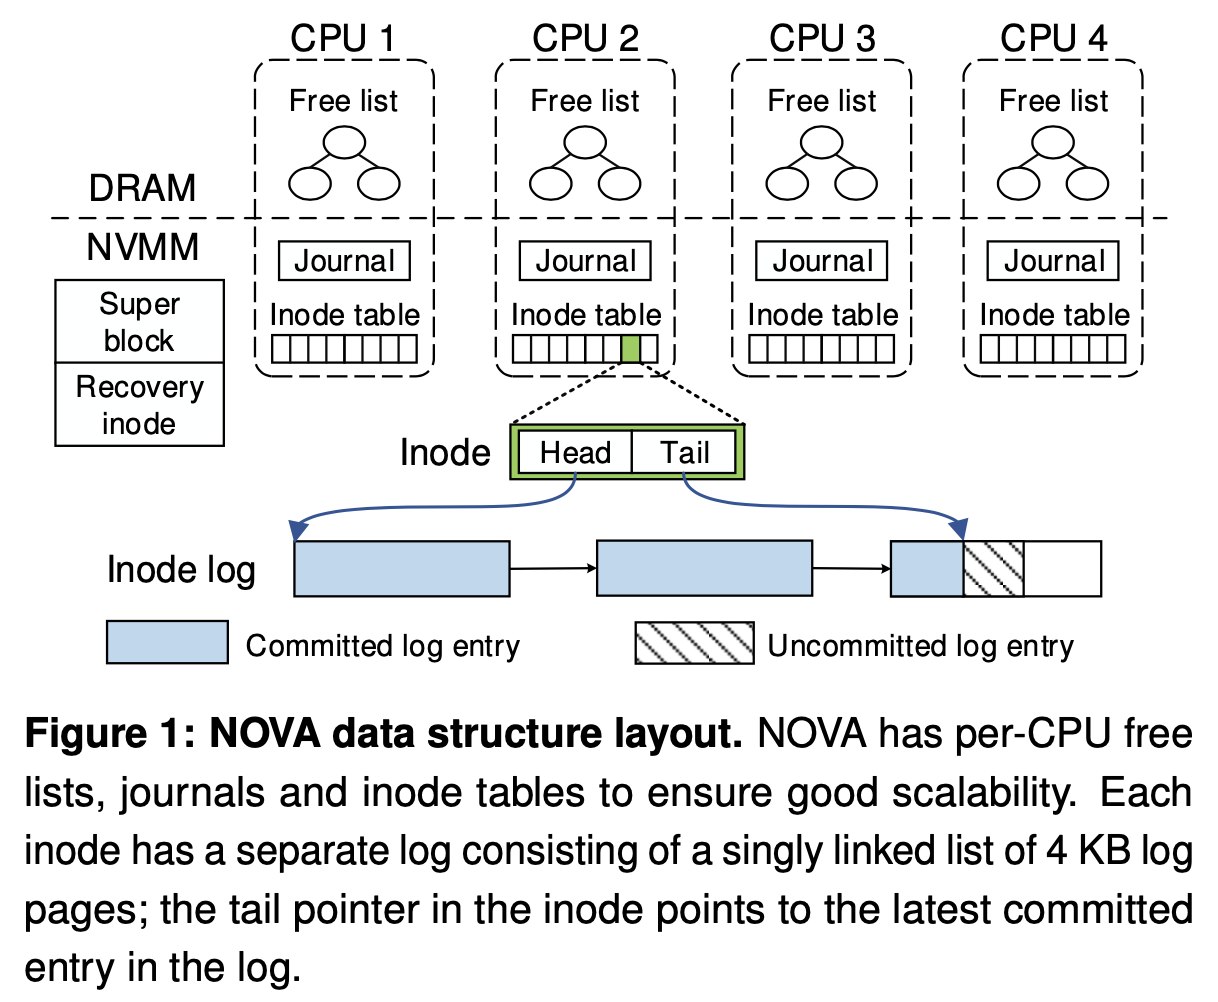 CPU 1 CPU 2 CPU 3 CPU 4
Free list Free list Free list Free list
DRAM
NVMM
Journal Journal Journal Journal
Super
block
Inode table Inode table Inode table Inode table
Recovery
inode
Inode Head Tail
Inode log
Committed log entry Uncommitted log entry
Figure 1: NOVA data structure layout. NOVA has per-CPU free
lists, journals and inode tables to ensure good scalability. Each
inode has a separate log consisting of a singly linked list of 4 KB log
pages; the tail pointer in the inode points to the latest committed
entry in the log.